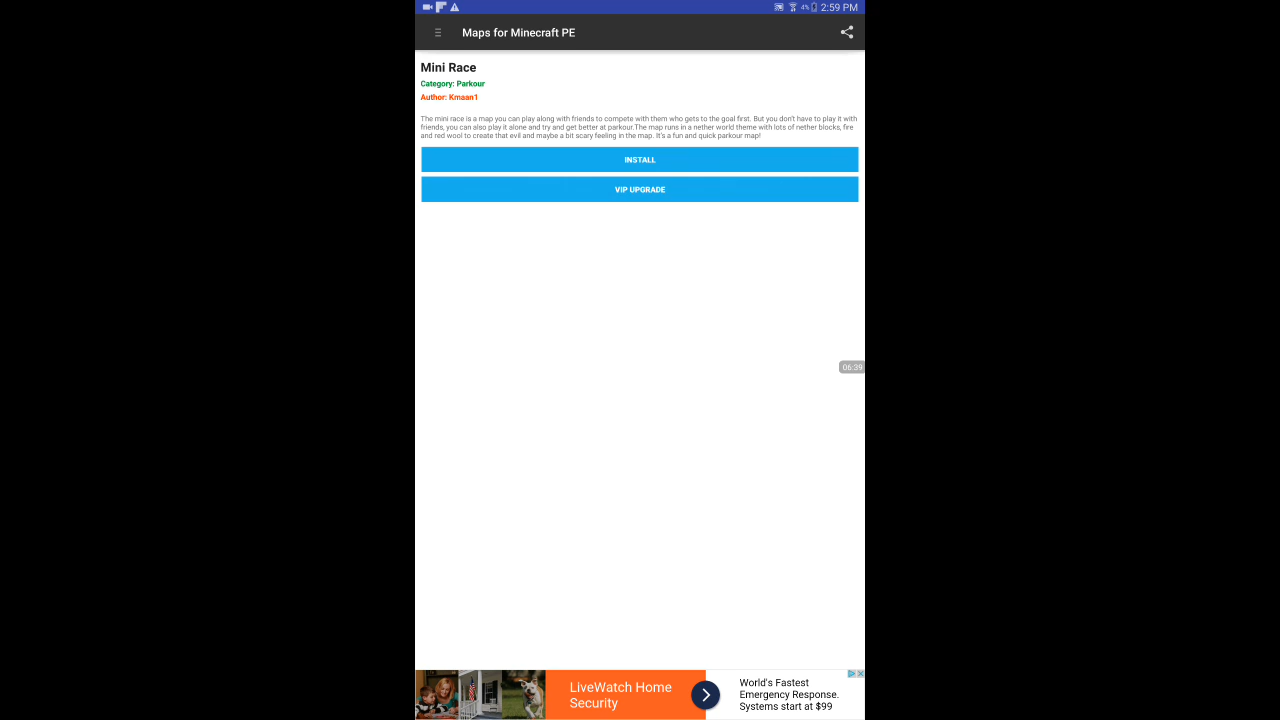 4% 2:59 PM
Maps for Minecraft PE
Mini Race
Category: Parkour
Author: Kmaan1
The mini race is a map you can play along with friends to compete with them who gets to the goal first. But you don't have to play it with
friends, you can also play it alone and try and get better at parkour.The map runs in a nether world theme with lots of nether blocks, fire
and red wool to create that evil and maybe a bit scary feeling in the map. It's a fun and quick parkour map!
INSTALL
VIP UPGRADE
06:39
LiveWatch Home
Security
World's Fastest
Emergency Response.
Systems start at $99